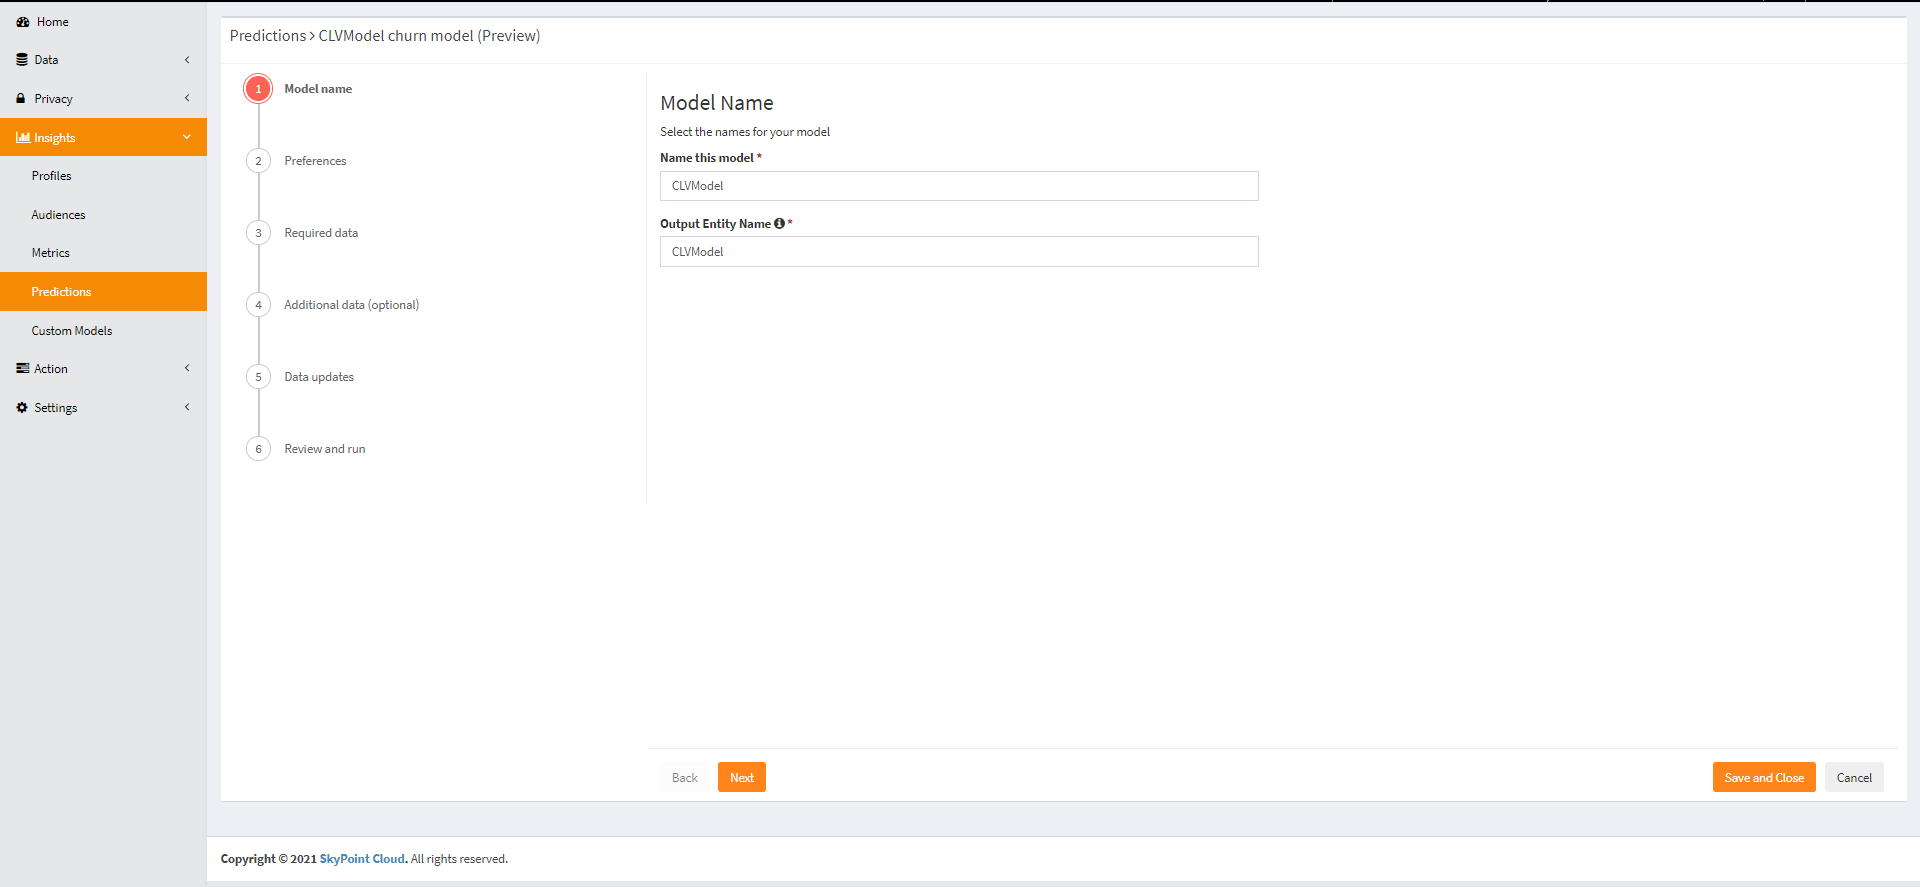 Home
Data
Privacy
Insights
Profiles
Audiences
Metrics
Predictions
Custom Models
Action
Settings
Predictions > CLVModel churn model (Preview)
1 Model name
2 Preferences
3 Required data
4 Additional data (optional)
5 Data updates
6 Review and run
Model Name
Select the names for your model
Name this model *
CLVModel
Output Entity Name *
CLVModel
Back Next Save and Close Cancel
Copyright © 2021 SkyPoint Cloud. All rights reserved.